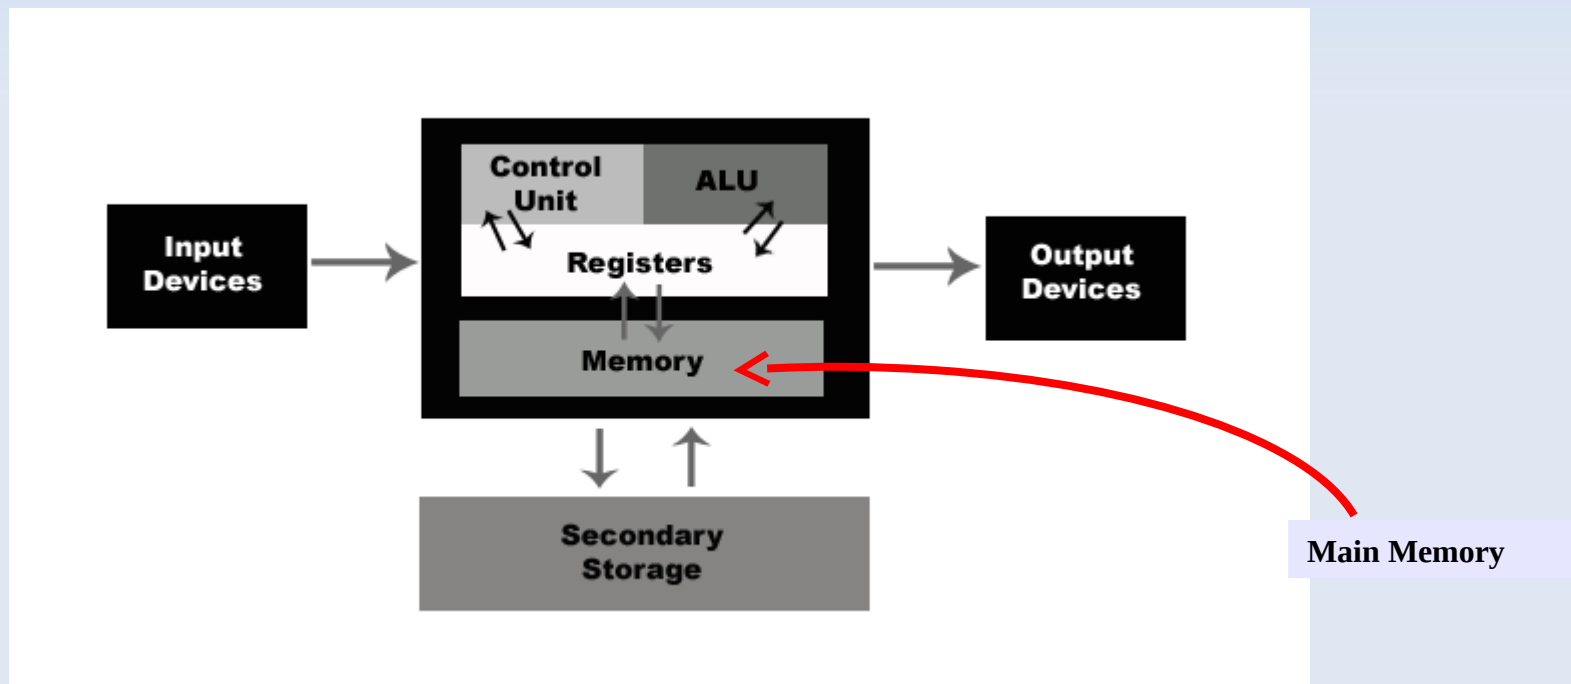 Control
Unit
ALU
Input
Devices
Registers
Output
Devices
Memory
Secondary
Storage
Main Memory